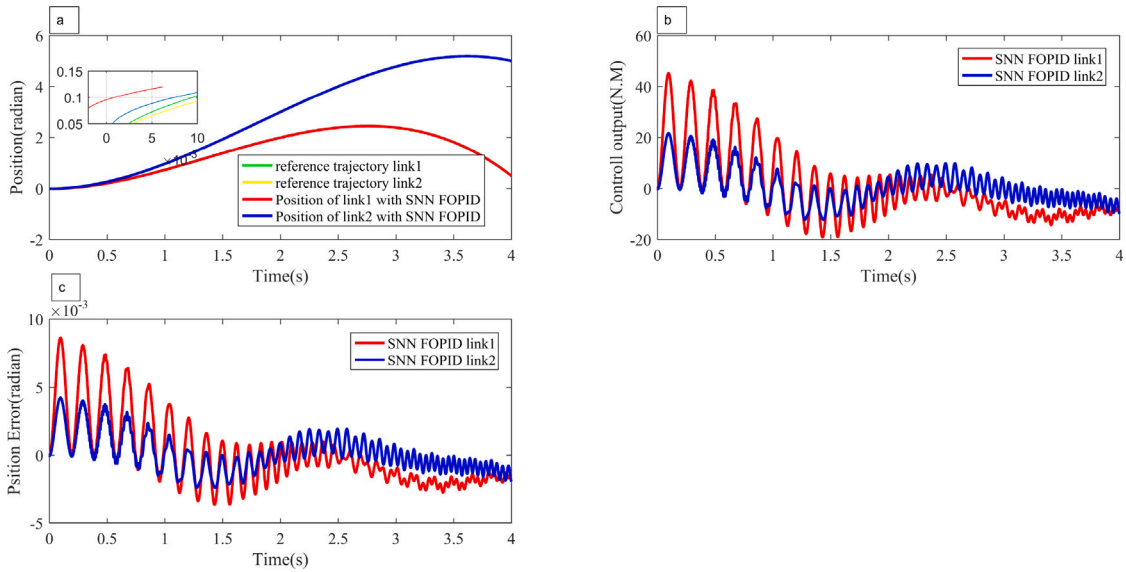 a
6
4
2
0
-2
Position(radian)
0.15
0.1
0.05
0
5
10
×10
-3
reference trajectory link1
reference trajectory link2
Position of link1 with SNN FOPID
Position of link2 with SNN FOPID
0 0.5 1 1.5 2 2.5 3 3.5 4
Time(s)
b
60
40
20
0
-20
Controll output(N.M)
SNN FOPID link1
SNN FOPID link2
0 0.5 1 1.5 2 2.5 3 3.5 4
Time(s)
c
×10-3
10
5
0
-5
Psition Error(radian)
SNN FOPID link1
SNN FOPID link2
0 0.5 1 1.5 2 2.5 3 3.5 4
Time(s)